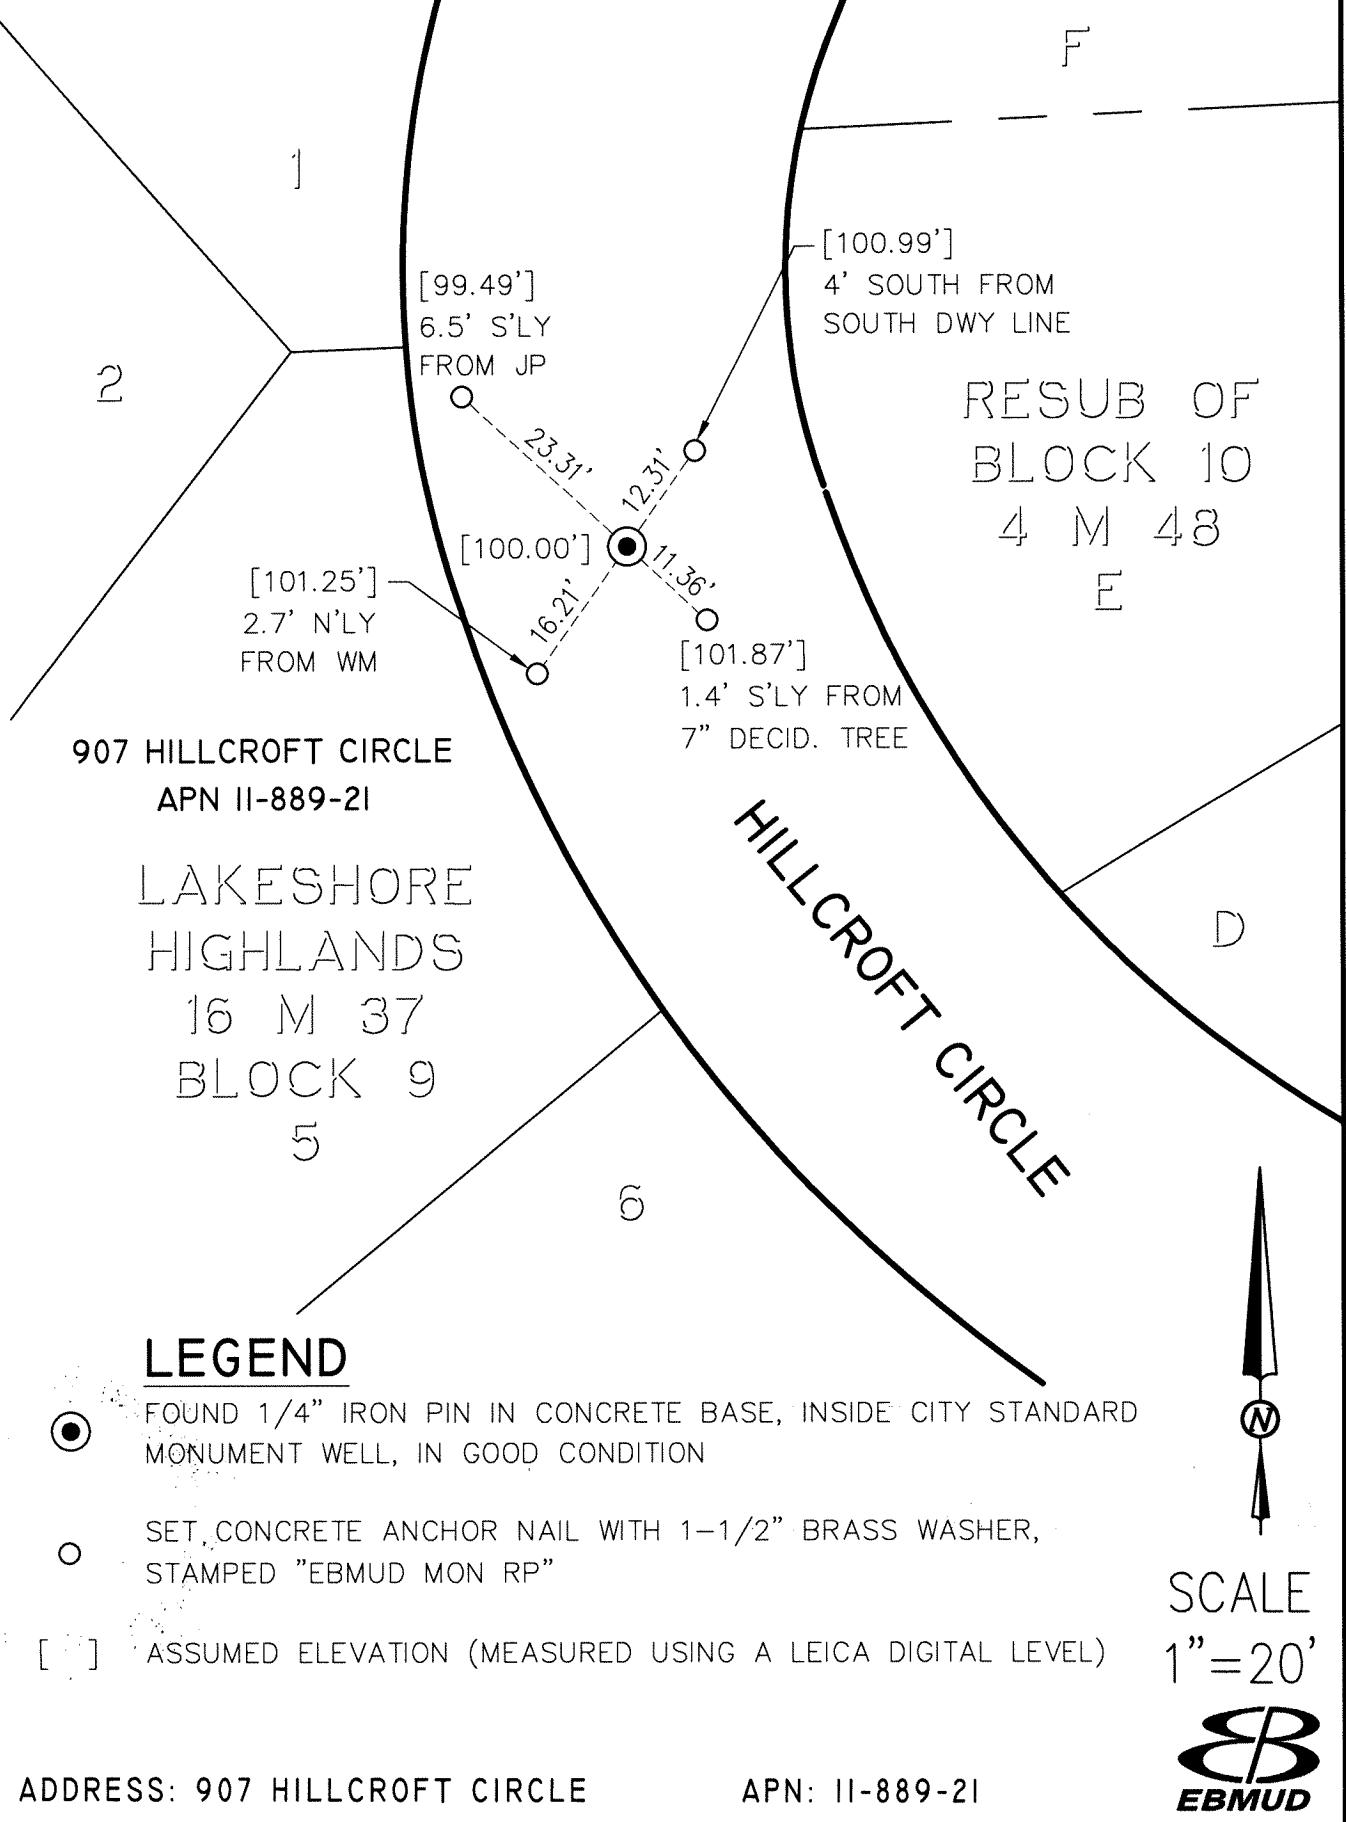 F
1
[100.99']
4' SOUTH FROM
SOUTH DWY LINE
[99.49']
6.5' S'LY
FROM JP
2
RESUB OF
BLOCK 10
4 M 48
E
23.31'
12.31'
[100.00']
11.36'
16.21'
[101.25']
2.7' N'LY
FROM WM
[101.87']
1.4' S'LY FROM
7" DECID. TREE
907 HILLCROFT CIRCLE
APN 11-889-21
LAKESHORE
HIGHLANDS
16 M 37
BLOCK 9
5
HILLCROFT CIRCLE
D
6
LEGEND
FOUND 1/4" IRON PIN IN CONCRETE BASE, INSIDE CITY STANDARD
MONUMENT WELL, IN GOOD CONDITION
SET CONCRETE ANCHOR NAIL WITH 1-1/2" BRASS WASHER,
STAMPED "EBMUD MON RP"
[ ] ASSUMED ELEVATION (MEASURED USING A LEICA DIGITAL LEVEL)
N
SCALE
1"=20'
EBMUD
ADDRESS: 907 HILLCROFT CIRCLE APN: 11-889-21